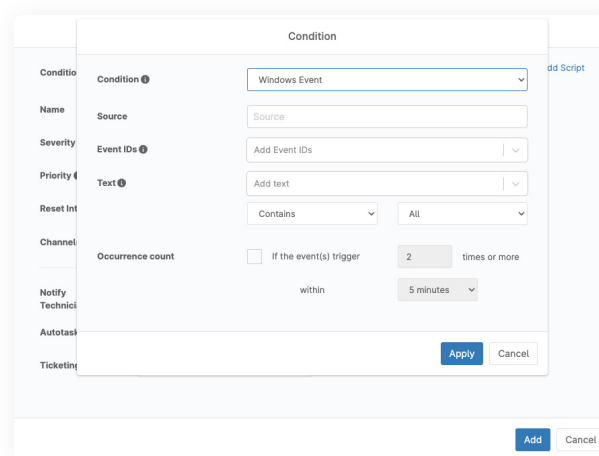 Condition
Conditio
Condition
Windows Event
dd Script
Name
Source
Source
Severity
Event IDs
Add Event IDs
Priority
Text
Add text
Reset Int
Contains
All
Channel
Occurrence count
If the event(s) trigger
2
times or more
Notify
Technici
within
5 minutes
Autotask
Ticketing
Apply
Cancel
Add
Cancel